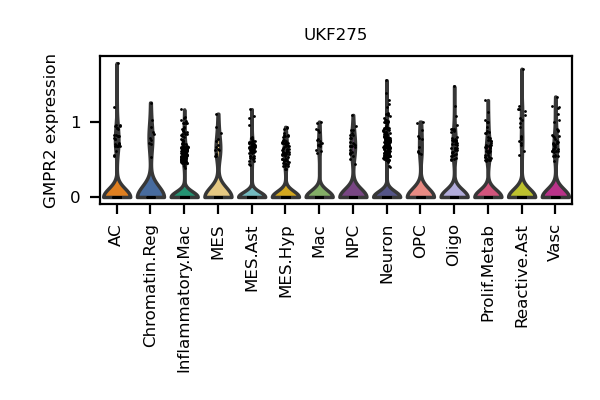 UKF275
GMPR2 expression
1
0
AC
Chromatin.Reg
Inflammatory.Mac
MES
MES.Ast
MES.Hyp
Mac
NPC
Neuron
OPC
Oligo
Prolif.Metab
Reactive.Ast
Vasc